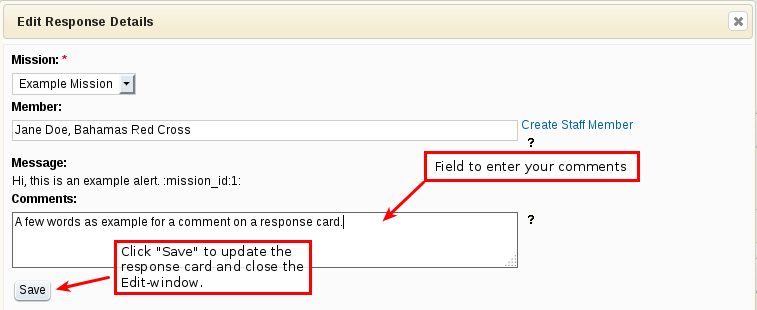 Edit Response Details
Mission: *
Example Mission
Member:
Jane Doe, Bahamas Red Cross
Create Staff Member
?
Message:
Hi, this is an example alert. :mission_id:1:
Field to enter your comments
Comments:
A few words as example for a comment on a response card.
?
Click "Save" to update the
response card and close the
Edit-window.
Save